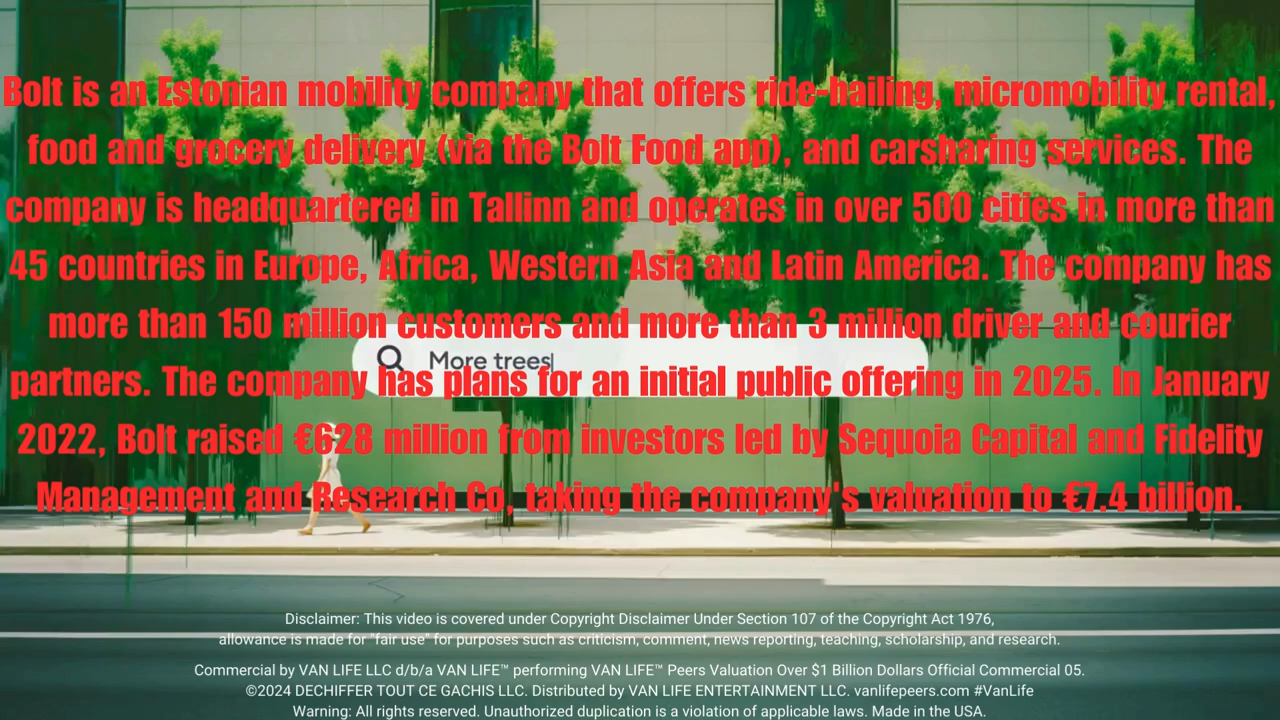 Bolt is an Estonian mobility company that offers ride-hailing, micromobility rental,
food and grocery delivery (via the Bolt Food app), and carsharing services. The
company is headquartered in Tallinn and operates in over 500 cities in more than
45 countries in Europe, Africa, Western Asia and Latin America. The company has
more than 150 million customers and more than 3 million driver and courier
More trees
partners. The company has plans for an initial public offering in 2025. In January
2022, Bolt raised €628 million from investors led by Sequoia Capital and Fidelity
Management and Research Co, taking the company's valuation to €7.4 billion.
Disclaimer: This video is covered under Copyright Disclaimer Under Section 107 of the Copyright Act 1976,
allowance is made for "fair use" for purposes such as criticism, comment, news reporting, teaching, scholarship, and research.
Commercial by VAN LIFE LLC d/b/a VAN LIFE™ performing VAN LIFE™ Peers Valuation Over $1 Billion Dollars Official Commercial 05.
©2024 DECHIFFER TOUT CE GACHIS LLC. Distributed by VAN LIFE ENTERTAINMENT LLC. vanlifepeers.com #VanLife
Warning: All rights reserved. Unauthorized duplication is a violation of applicable laws. Made in the USA.